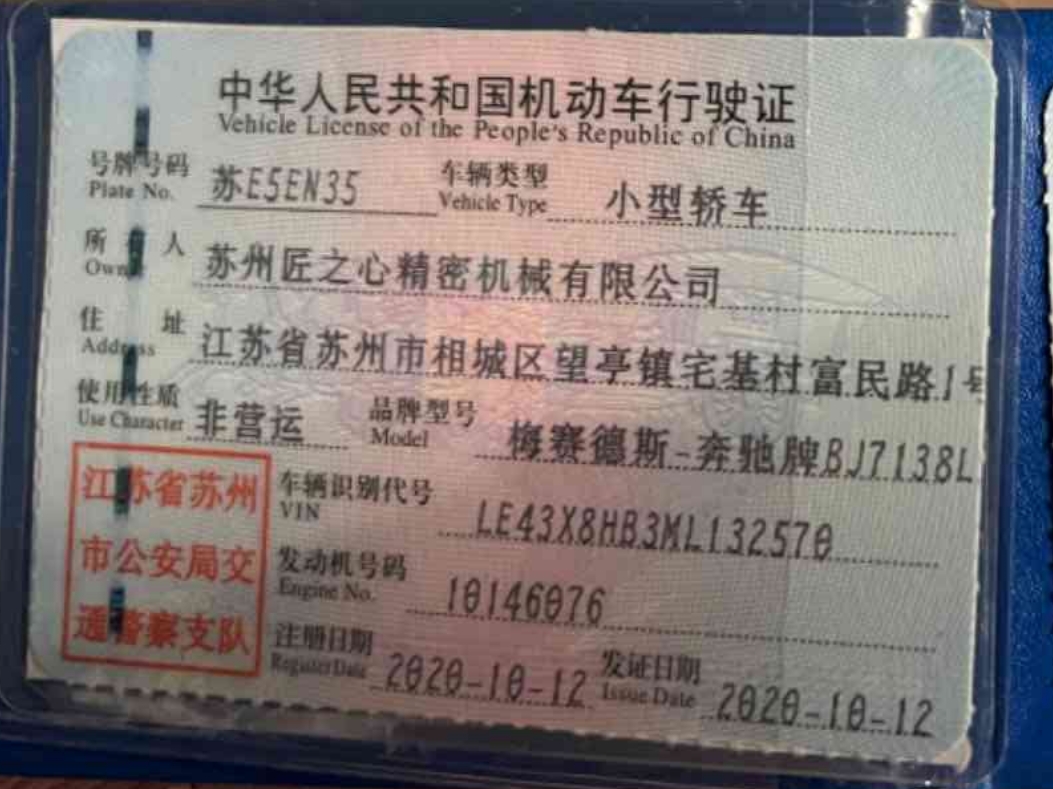 中华人民共和国机动车行驶证
Vehicle License of the People's Republic of China
号牌号码 苏E5EN35 车辆类型 小型轿车
Plate No. Vehicle Type
所有人 苏州匠之心精密机械有限公司
Owner
住址 江苏省苏州市相城区望亭镇宅基村富民路1号
Address
使用性质 非营运 品牌型号 梅赛德斯-奔驰牌BJ7138L
Use Character Model
江苏省苏州
市公安局交
通警察支队
车辆识别代号 LE43X8HB3ML132570
VIN
发动机号码 10146076
Engine No.
注册日期 2020-10-12 发证日期 2020-10-12
Register Date Issue Date